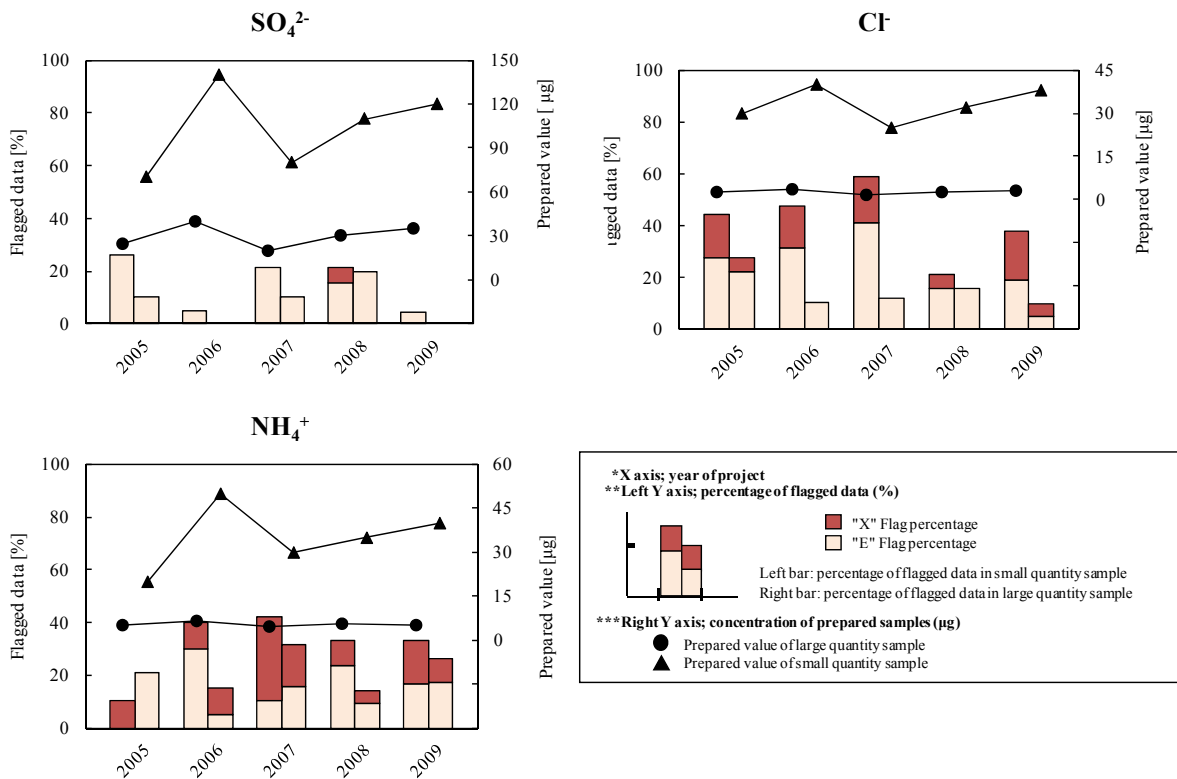 SO₄²⁻
Flagged data [%]
100
80
60
40
20
0
150
120
90
60
30
0
Prepared value [ µg]
2005
2006
2007
2008
2009
Cl⁻
gged data [%]
100
80
60
40
20
0
45
30
15
0
Prepared value [µg]
2005
2006
2007
2008
2009
NH₄⁺
Flagged data [%]
100
80
60
40
20
0
60
45
30
15
0
Prepared value [µg]
2005
2006
2007
2008
2009
*X axis; year of project
**Left Y axis; percentage of flagged data (%)
"X" Flag percentage
"E" Flag percentage
Left bar: percentage of flagged data in small quantity sample
Right bar: percentage of flagged data in large quantity sample
***Right Y axis; concentration of prepared samples (µg)
Prepared value of large quantity sample
Prepared value of small quantity sample